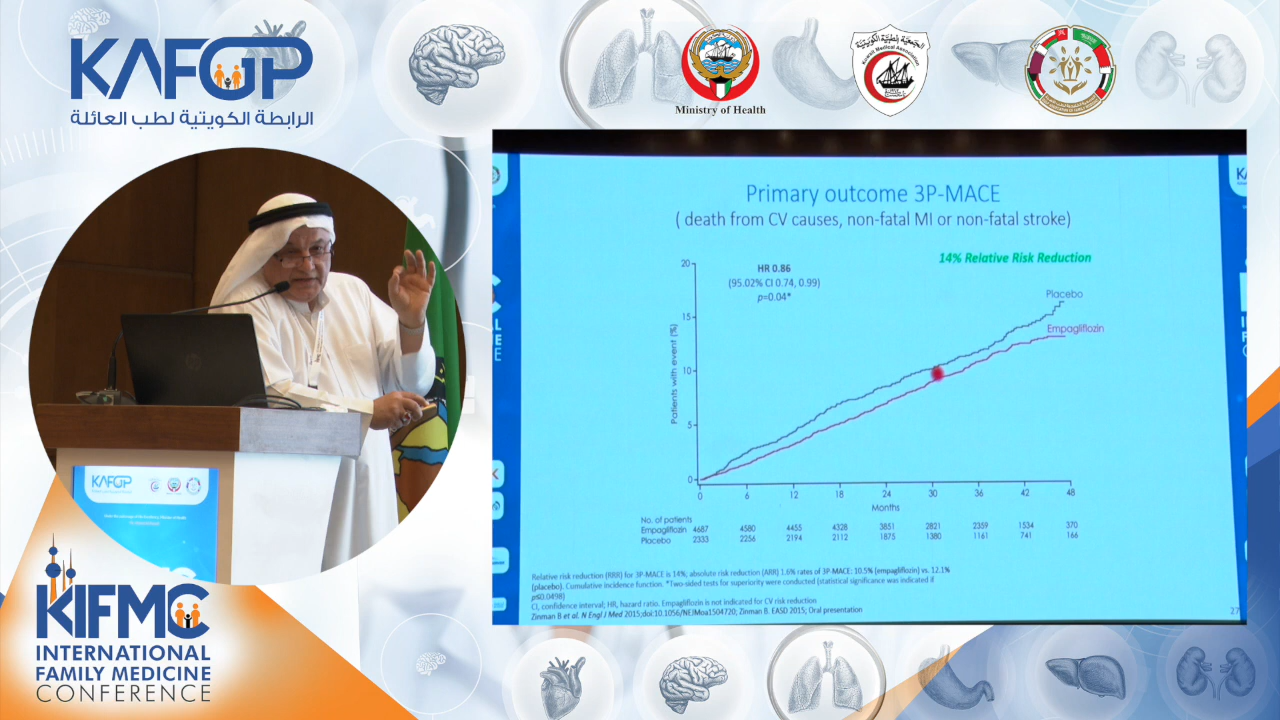 KAFGP
الرابطة الكويتية لطب العائلة
Ministry of Health
الجمعية الطبية الكويتية
Kuwait Medical Association
Primary outcome 3P-MACE
( death from CV causes, non-fatal MI or non-fatal stroke)
14% Relative Risk Reduction
HR 0.86
(95.02% CI 0.74, 0.99)
p=0.04*
Placebo
Empagliflozin
Patients with event (%)
20
15
10
5
0
0 6 12 18 24 30 36 42 48
Months
No. of patients
Empagliflozin 4687 4580 4455 4328 3851 2821 2359 1534 370
Placebo 2333 2256 2194 2112 1875 1380 1161 741 166
Relative risk reduction (RRR) for 3P-MACE is 14%; absolute risk reduction (ARR) 1.6% rates of 3P-MACE: 10.5% (empagliflozin) vs. 12.1%
(placebo). Cumulative incidence function. *Two-sided tests for superiority were conducted (statistical significance was indicated if
p≤0.0498)
CI, confidence interval; HR, hazard ratio. Empagliflozin is not indicated for CV risk reduction
Zinman B et al. N Engl J Med 2015;doi:10.1056/NEJMoa1504720; Zinman B. EASD 2015; Oral presentation
27
KAFGP
KIFMC
INTERNATIONAL
FAMILY MEDICINE
CONFERENCE